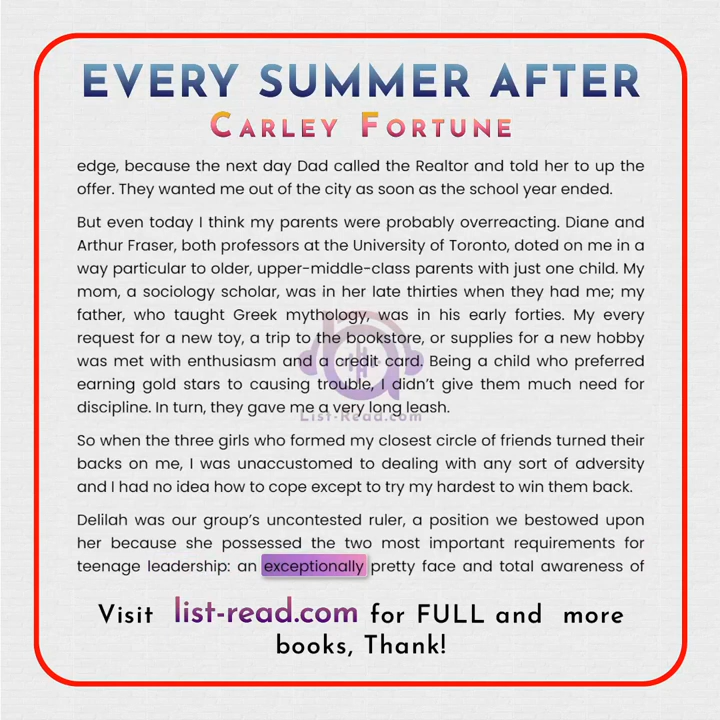 EVERY SUMMER AFTER
CARLEY FORTUNE
edge, because the next day Dad called the Realtor and told her to up the
offer. They wanted me out of the city as soon as the school year ended.
But even today I think my parents were probably overreacting. Diane and
Arthur Fraser, both professors at the University of Toronto, doted on me in a
way particular to older, upper-middle-class parents with just one child. My
mom, a sociology scholar, was in her late thirties when they had me; my
father, who taught Greek mythology, was in his early forties. My every
request for a new toy, a trip to the bookstore, or supplies for a new hobby
was met with enthusiasm and a credit card. Being a child who preferred
earning gold stars to causing trouble, I didn't give them much need for
discipline. In turn, they gave me a very long leash.
List-Read.com
So when the three girls who formed my closest circle of friends turned their
backs on me, I was unaccustomed to dealing with any sort of adversity
and I had no idea how to cope except to try my hardest to win them back.
Delilah was our group's uncontested ruler, a position we bestowed upon
her because she possessed the two most important requirements for
teenage leadership: an exceptionally pretty face and total awareness of
Visit list-read.com for FULL and more
books, Thank!